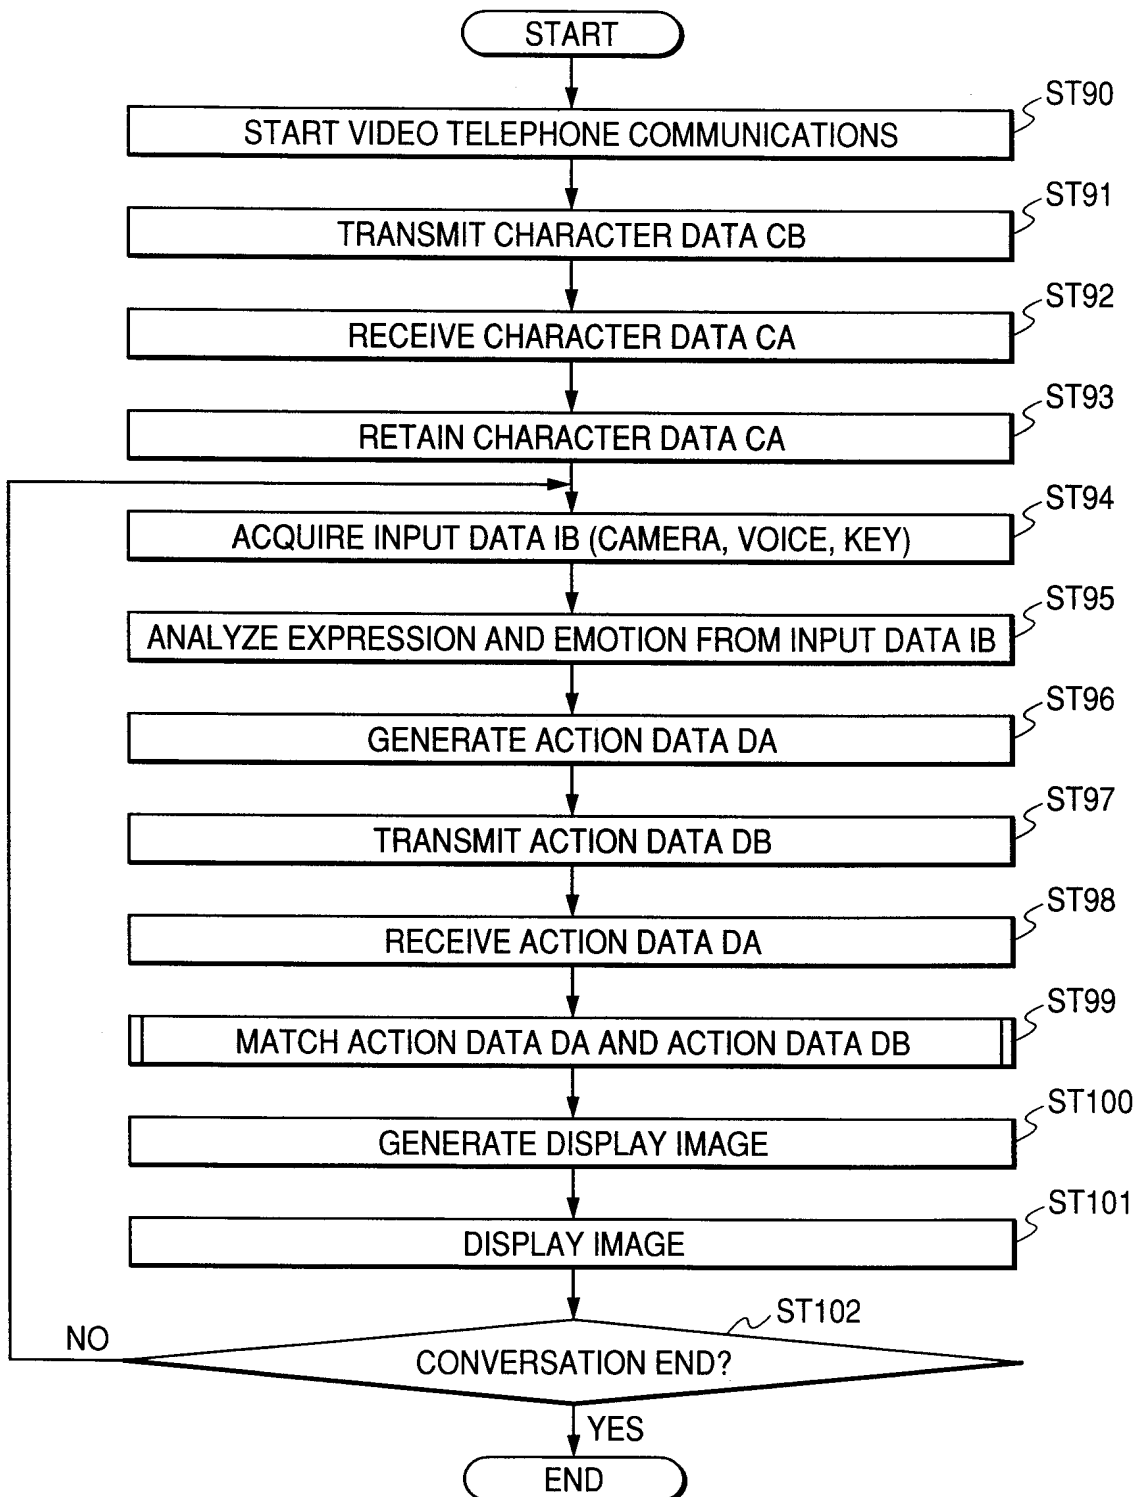 START
ST90
START VIDEO TELEPHONE COMMUNICATIONS
ST91
TRANSMIT CHARACTER DATA CB
ST92
RECEIVE CHARACTER DATA CA
ST93
RETAIN CHARACTER DATA CA
ST94
ACQUIRE INPUT DATA IB (CAMERA, VOICE, KEY)
ST95
ANALYZE EXPRESSION AND EMOTION FROM INPUT DATA IB
ST96
GENERATE ACTION DATA DA
ST97
TRANSMIT ACTION DATA DB
ST98
RECEIVE ACTION DATA DA
ST99
MATCH ACTION DATA DA AND ACTION DATA DB
ST100
GENERATE DISPLAY IMAGE
ST101
DISPLAY IMAGE
ST102
NO
CONVERSATION END?
YES
END